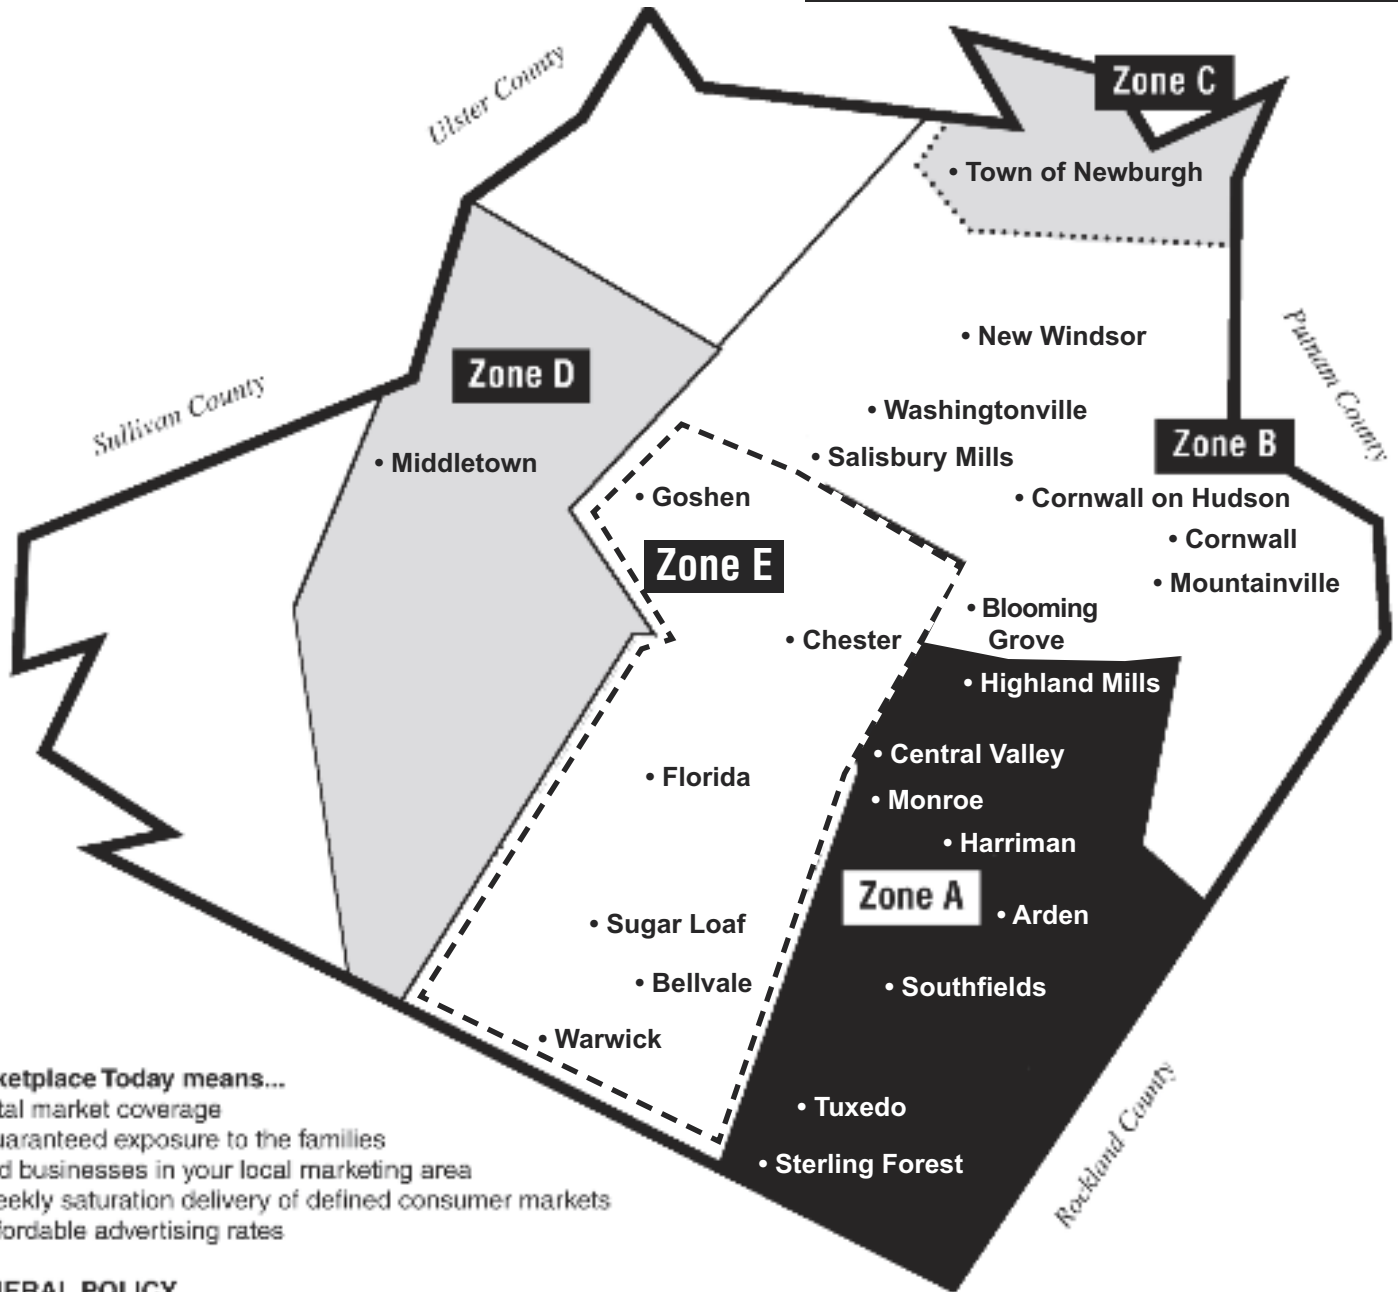 Ulster County
Zone C
• Town of Newburgh
• New Windsor
Putnam County
Zone D
Sullivan County
• Washingtonville
Zone B
• Middletown
• Salisbury Mills
• Goshen
• Cornwall on Hudson
• Cornwall
Zone E
• Mountainville
• Blooming
Grove
• Chester
• Highland Mills
• Central Valley
• Florida
• Monroe
• Harriman
Zone A
• Arden
• Sugar Loaf
• Bellvale
• Southfields
• Warwick
Rockland County
• Tuxedo
• Sterling Forest
ketplace Today means...
tal market coverage
uaranteed exposure to the families
d businesses in your local marketing area
eekly saturation delivery of defined consumer markets
fordable advertising rates
NERAL POLICY